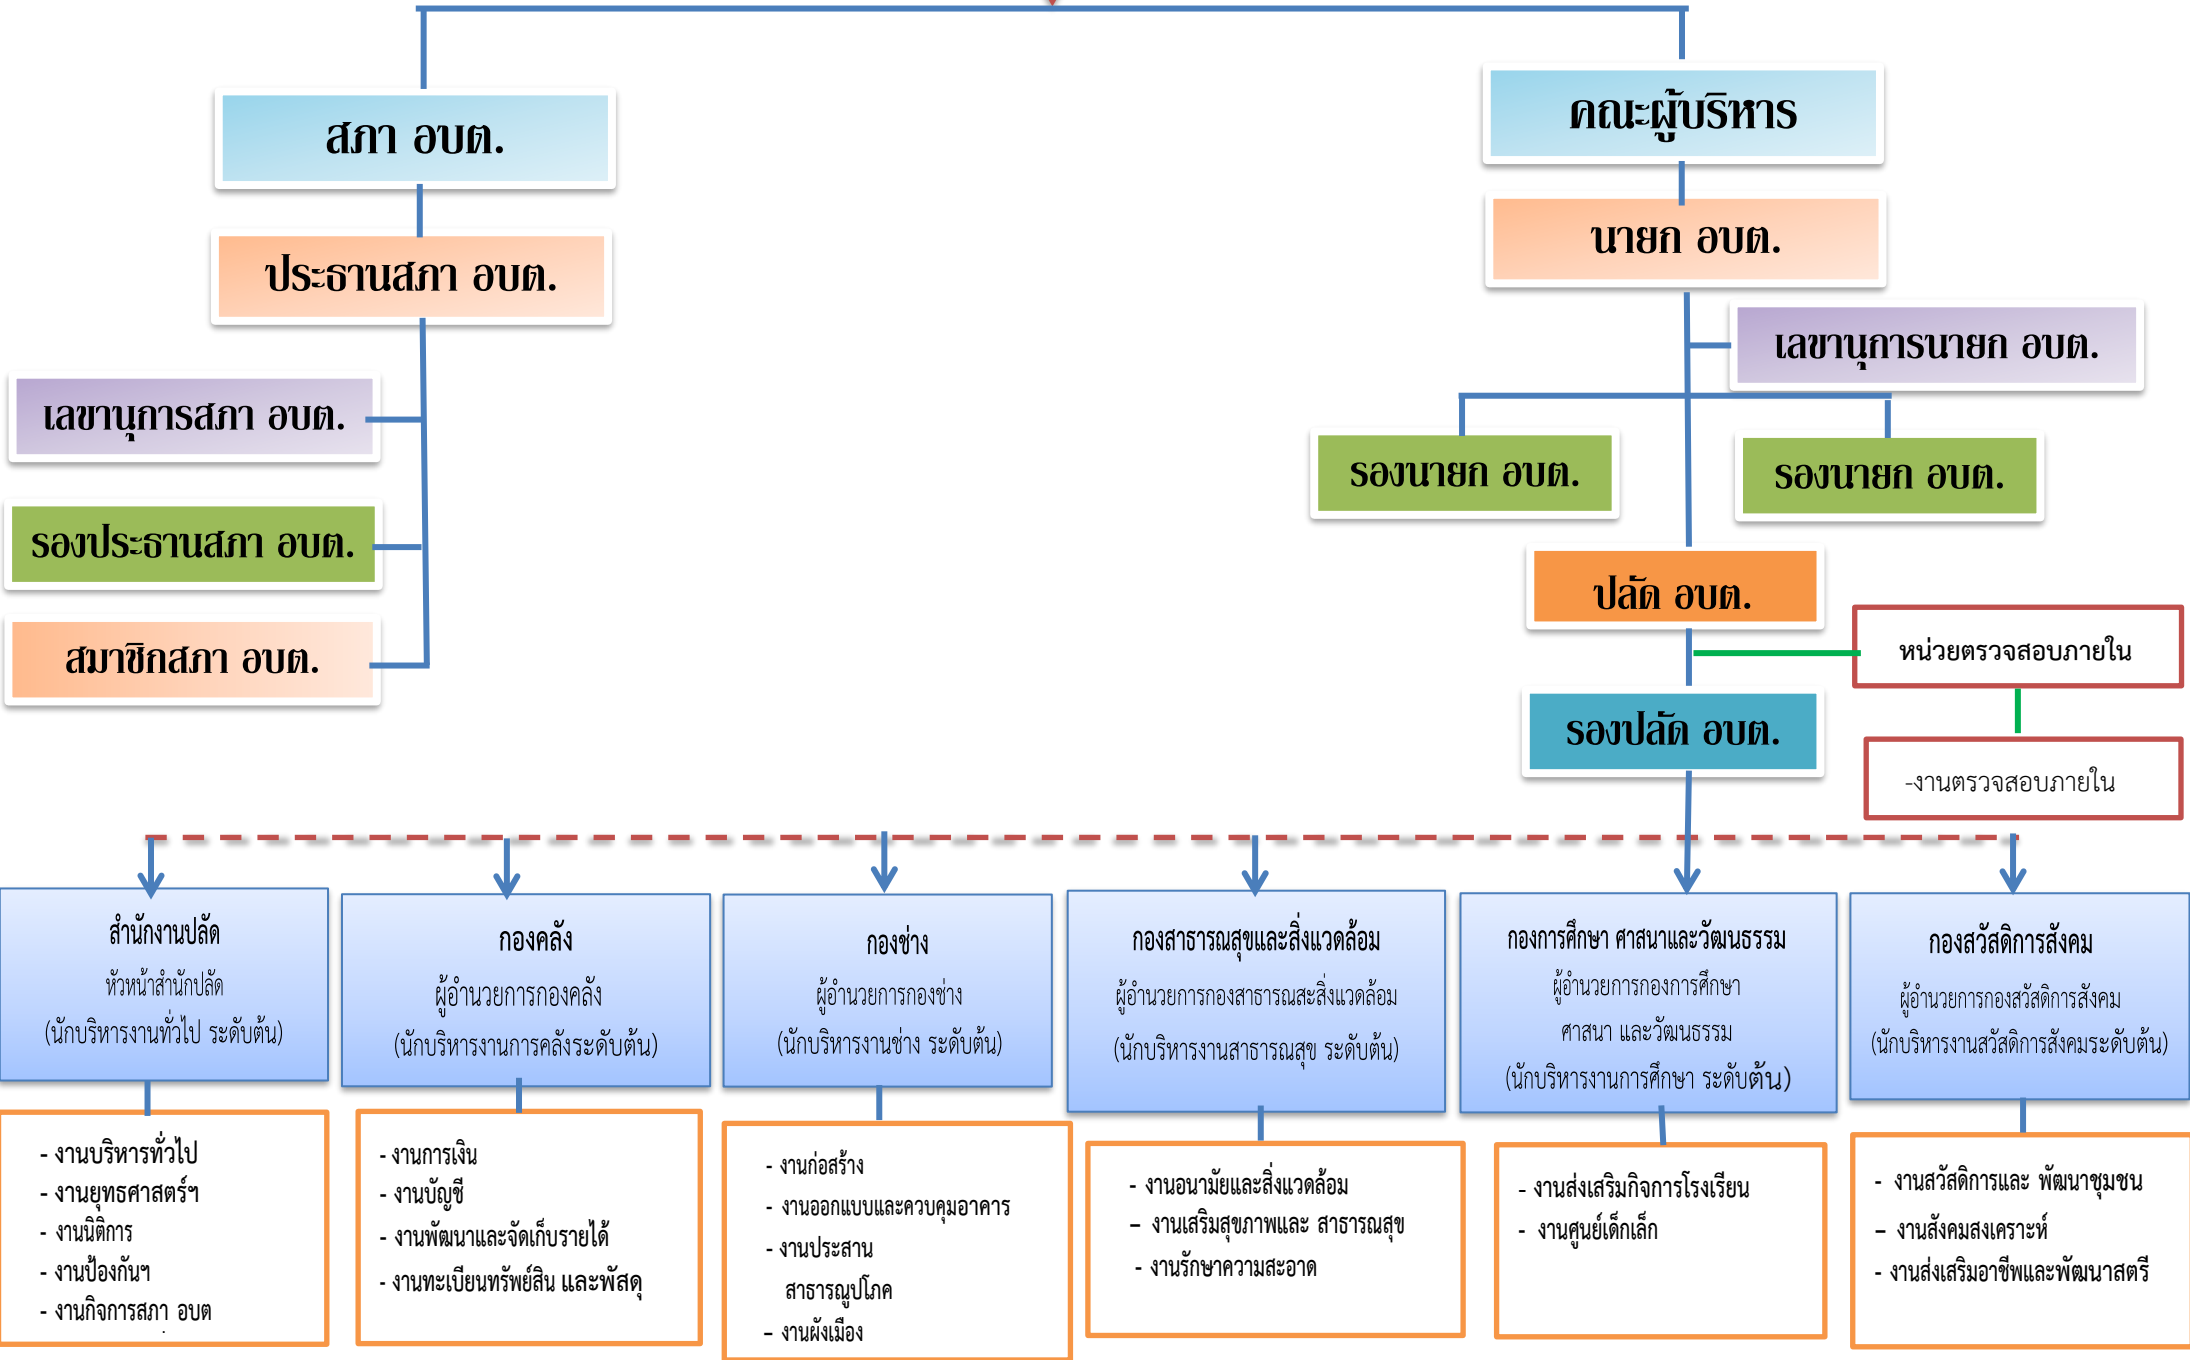 สภา อบต.
คณะผู้บริหาร
ประธานสภา อบต.
นายก อบต.
เลขานุการสภา อบต.
เลขานุการนายก อบต.
รองนายก อบต.
รองนายก อบต.
รองประธานสภา อบต.
ปลัด อบต.
สมาชิกสภา อบต.
หน่วยตรวจสอบภายใน
รองปลัด อบต.
-งานตรวจสอบภายใน
สำนักงานปลัด
หัวหน้าสำนักปลัด
(นักบริหารงานทั่วไป ระดับต้น)
- งานบริหารทั่วไป
- งานยุทธศาสตร์ฯ
- งานนิติการ
- งานป้องกันฯ
- งานกิจการสภา อบต
กองคลัง
ผู้อำนวยการกองคลัง
(นักบริหารงานการคลังระดับต้น)
- งานการเงิน
- งานบัญชี
- งานพัฒนาและจัดเก็บรายได้
- งานทะเบียนทรัพย์สิน และพัสดุ
กองช่าง
ผู้อำนวยการกองช่าง
(นักบริหารงานช่าง ระดับต้น)
- งานก่อสร้าง
- งานออกแบบและควบคุมอาคาร
- งานประสาน
สาธารณูปโภค
– งานผังเมือง
กองสาธารณสุขและสิ่งแวดล้อม
ผู้อำนวยการกองสาธารณสะสิ่งแวดล้อม
(นักบริหารงานสาธารณสุข ระดับต้น)
- งานอนามัยและสิ่งแวดล้อม
– งานเสริมสุขภาพและ สาธารณสุข
- งานรักษาความสะอาด
กองการศึกษา ศาสนาและวัฒนธรรม
ผู้อำนวยการกองการศึกษา
ศาสนา และวัฒนธรรม
(นักบริหารงานการศึกษา ระดับต้น)
- งานส่งเสริมกิจการโรงเรียน
- งานศูนย์เด็กเล็ก
กองสวัสดิการสังคม
ผู้อำนวยการกองสวัสดิการสังคม
(นักบริหารงานสวัสดิการสังคมระดับต้น)
- งานสวัสดิการและ พัฒนาชุมชน
– งานสังคมสงเคราะห์
- งานส่งเสริมอาชีพและพัฒนาสตรี